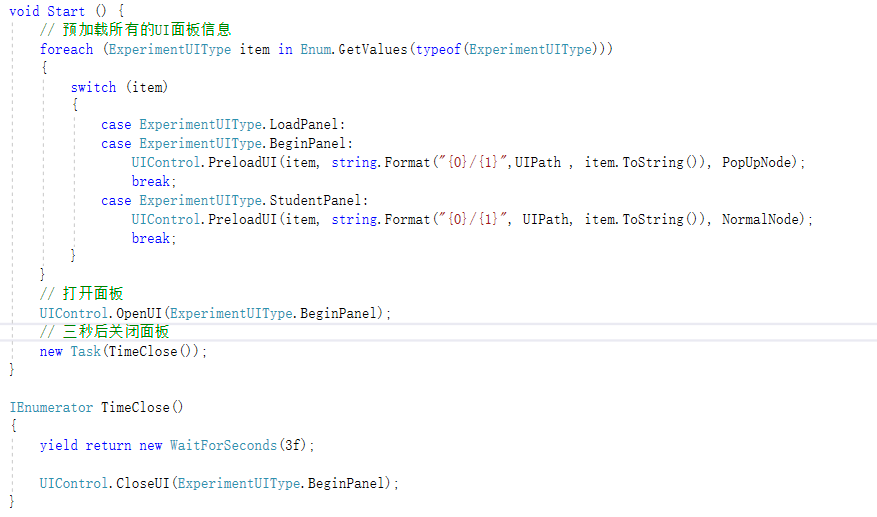 void Start () {
// 预加载所有的UI面板信息
foreach (ExperimentUIType item in Enum.GetValues(typeof(ExperimentUIType)))
{
switch (item)
{
case ExperimentUIType.LoadPanel:
case ExperimentUIType.BeginPanel:
UIControl.PreloadUI(item, string.Format("{0}/{1}",UIPath , item.ToString()), PopUpNode);
break;
case ExperimentUIType.StudentPanel:
UIControl.PreloadUI(item, string.Format("{0}/{1}", UIPath, item.ToString()), NormalNode);
break;
}
}
// 打开面板
UIControl.OpenUI(ExperimentUIType.BeginPanel);
// 三秒后关闭面板
new Task(TimeClose());
}
IEnumerator TimeClose()
{
yield return new WaitForSeconds(3f);
UIControl.CloseUI(ExperimentUIType.BeginPanel);
}